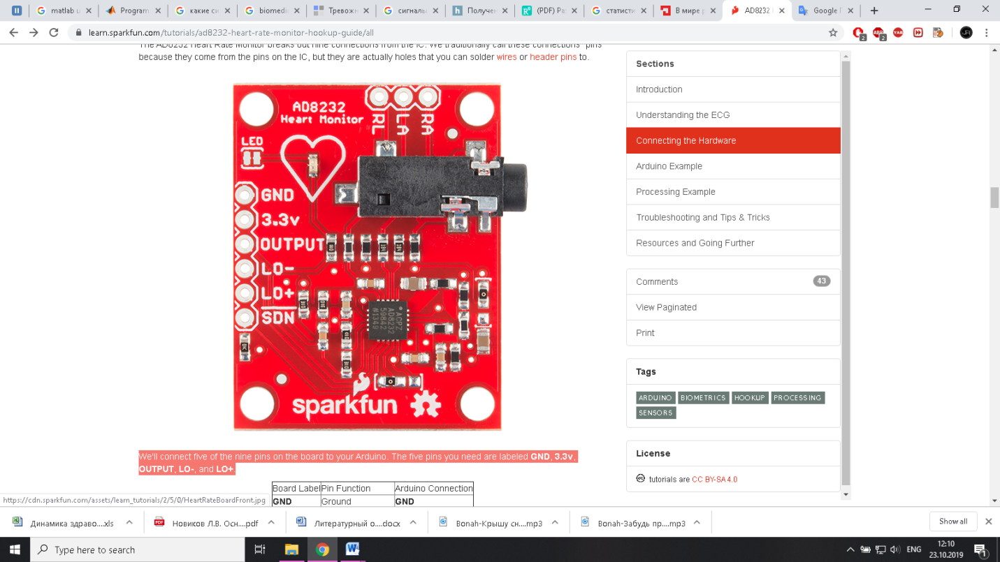 matlab u
Program
какие си
biomedi
Тревожн
сигналь
Получен
(PDF) Ра
статисти
В мире р
AD8232 H
Google П
learn.sparkfun.com/tutorials/ad8232-heart-rate-monitor-hookup-guide/all
2
2
The AD8232 Heart Rate Monitor breaks out nine connections from the IC. We traditionally call these connections "pins"
because they come from the pins on the IC, but they are actually holes that you can solder wires or header pins to.
AD8232
Heart Monitor
RL
LA
RA
LED
GND
3.3v
OUTPUT
LO-
LO+
SDN
ACPZ
AD8232
#1349
sparkfun
We'll connect five of the nine pins on the board to your Arduino. The five pins you need are labeled GND, 3.3v,
OUTPUT, LO-, and LO+
Board Label Pin Function Arduino Connection
GND Ground GND
Sections
Introduction
Understanding the ECG
Connecting the Hardware
Arduino Example
Processing Example
Troubleshooting and Tips & Tricks
Resources and Going Further
Comments 43
View Paginated
Print
Tags
ARDUINO BIOMETRICS HOOKUP PROCESSING
SENSORS
License
tutorials are CC BY-SA 4.0
https://cdn.sparkfun.com/assets/learn_tutorials/2/5/0/HeartRateBoardFront.jpg
Динамика здраво....xls
Новиков Л.В. Осн....pdf
Литературный о....docx
Bonah-Крышу сн....mp3
Bonah-Забудь пр....mp3
Show all
Type here to search
ENG
12:10
23.10.2019
1